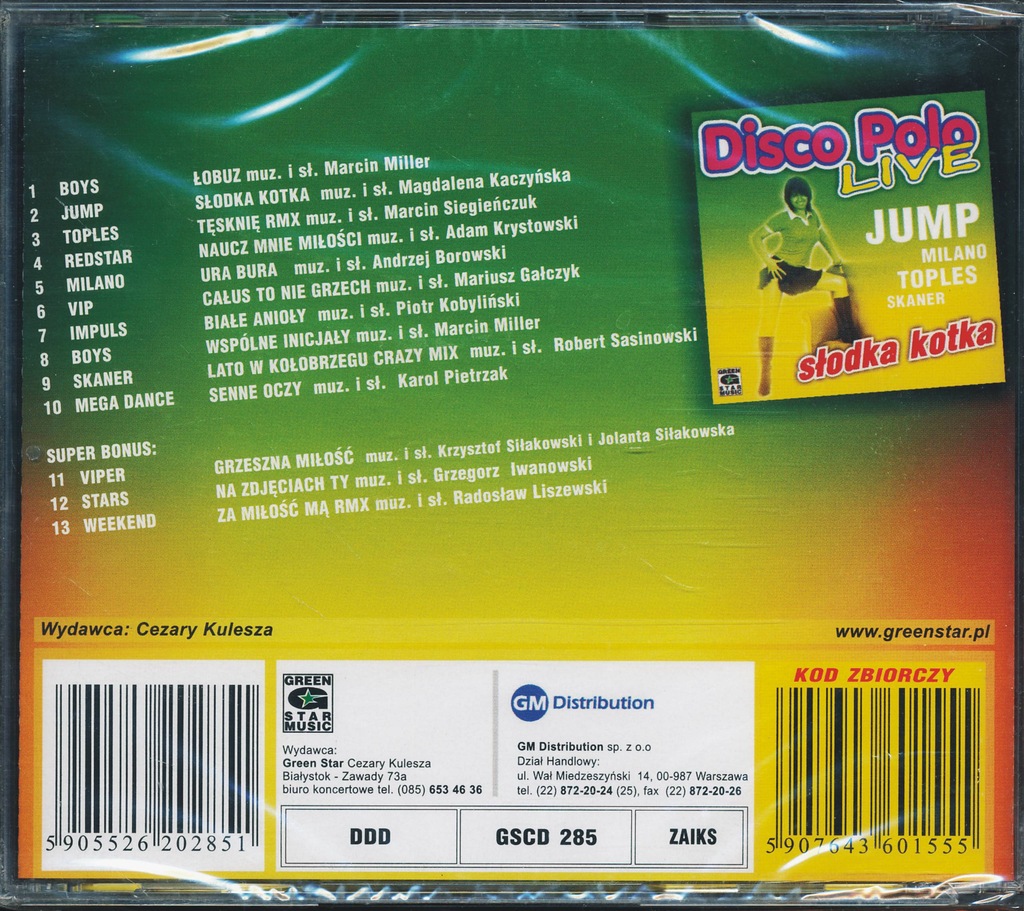 1 BOYS ŁOBUZ muz. i sł. Marcin Miller
2 JUMP SŁODKA KOTKA muz. i sł. Magdalena Kaczyńska
3 TOPLES TĘSKNIĘ RMX muz. i sł. Marcin Siegieńczuk
4 REDSTAR NAUCZ MNIE MIŁOŚCI muz. i sł. Adam Krystowski
5 MILANO URA BURA muz. i sł. Andrzej Borowski
6 VIP CAŁUS TO NIE GRZECH muz. i sł. Mariusz Gałczyk
7 IMPULS BIAŁE ANIOŁY muz. i sł. Piotr Kobyliński
8 BOYS WSPÓLNE INICJAŁY muz. i sł. Marcin Miller
9 SKANER LATO W KOŁOBRZEGU CRAZY MIX muz. i sł. Robert Sasinowski
10 MEGA DANCE SENNE OCZY muz. i sł. Karol Pietrzak
SUPER BONUS:
11 VIPER GRZESZNA MIŁOŚĆ muz. i sł. Krzysztof Siłakowski i Jolanta Siłakowska
12 STARS NA ZDJĘCIACH TY muz. i sł. Grzegorz Iwanowski
13 WEEKEND ZA MIŁOŚĆ MĄ RMX muz. i sł. Radosław Liszewski
Disco Polo
LIVE
JUMP
MILANO
TOPLES
SKANER
słodka kotka
GREEN
STAR
MUSIC
Wydawca: Cezary Kulesza
www.greenstar.pl
5 905526 202851
GREEN
STAR
MUSIC
Wydawca:
Green Star Cezary Kulesza
Białystok - Zawady 73a
biuro koncertowe tel. (085) 653 46 36
GM Distribution
GM Distribution sp. z o.o
Dział Handlowy:
ul. Wał Miedzeszyński 14, 00-987 Warszawa
tel. (22) 872-20-24 (25), fax (22) 872-20-26
DDD GSCD 285 ZAIKS
KOD ZBIORCZY
5 907643 601555